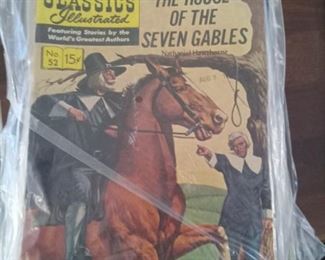 CLASSICS
Illustrated
Featuring Stories by the
World's Greatest Authors
No.
52
15¢
THE HOUSE
OF THE
SEVEN GABLES
Nathaniel Hawthorne